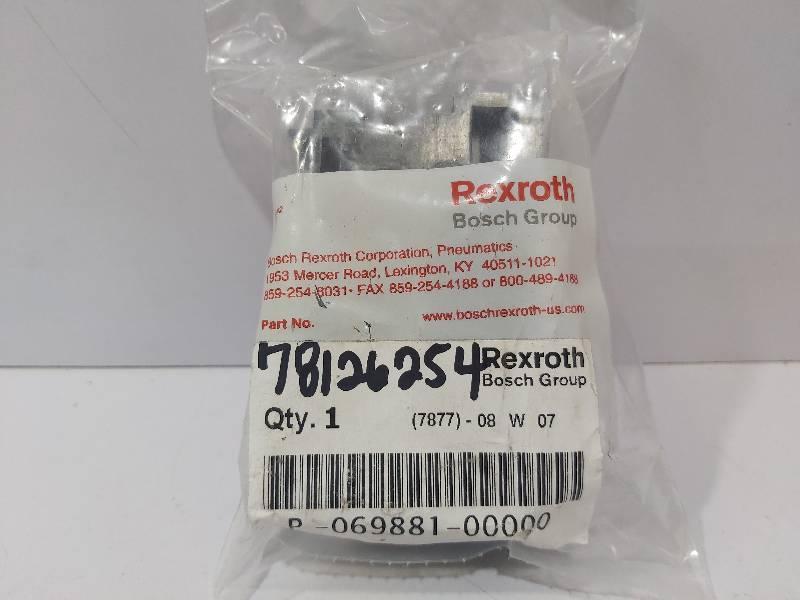 Rexroth
Bosch Group
Bosch Rexroth Corporation, Pneumatics
1953 Mercer Road, Lexington, KY 40511-1021
859-254-8031• FAX 859-254-4188 or 800-489-4188
Part No.
www.boschrexroth-us.com
78126254
Rexroth
Bosch Group
Qty. 1
(7877) - 08 W 07
P -069881-00000